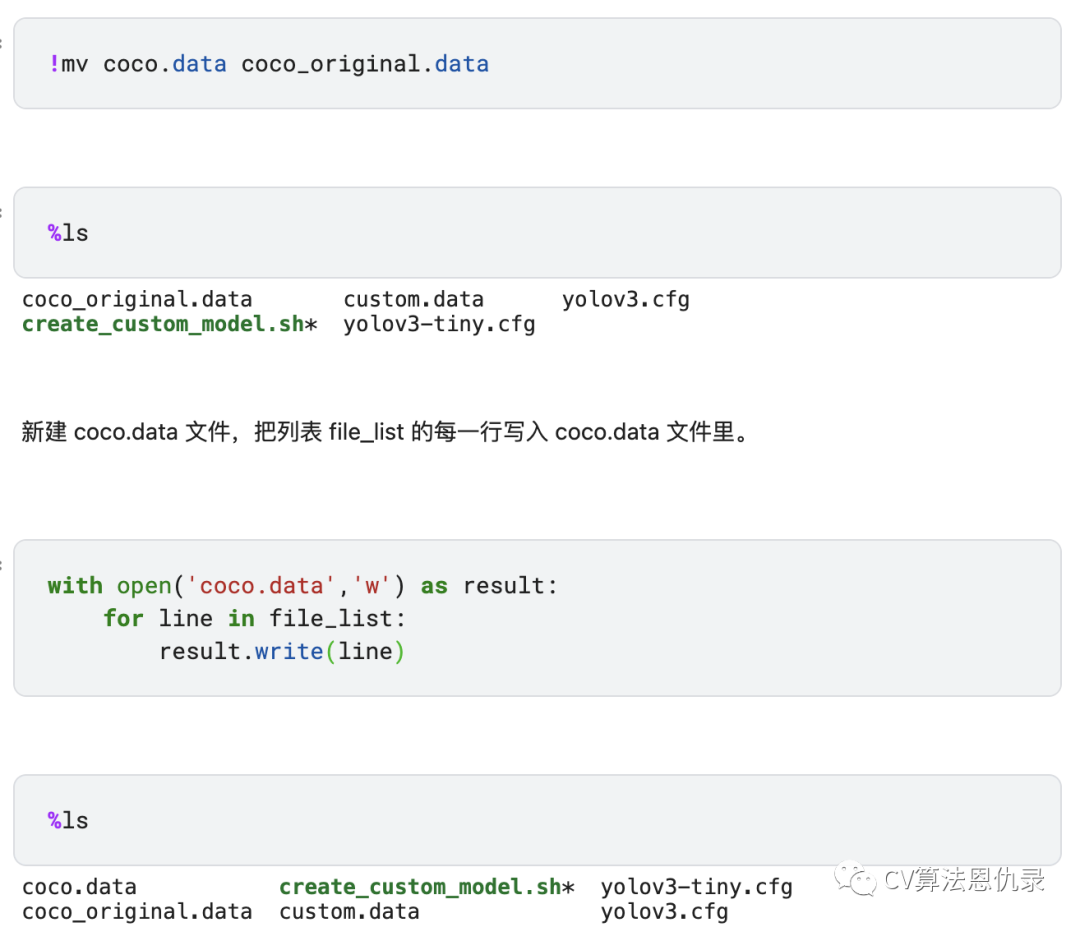 !mv coco.data coco_original.data
%ls
coco_original.data custom.data yolov3.cfg
create_custom_model.sh* yolov3-tiny.cfg
新建 coco.data 文件，把列表 file_list 的每一行写入 coco.data 文件里。
with open('coco.data','w') as result:
    for line in file_list:
        result.write(line)
%ls
coco.data create_custom_model.sh* yolov3-tiny.cfg
coco_original.data custom.data yolov3.cfg
CV算法恩仇录